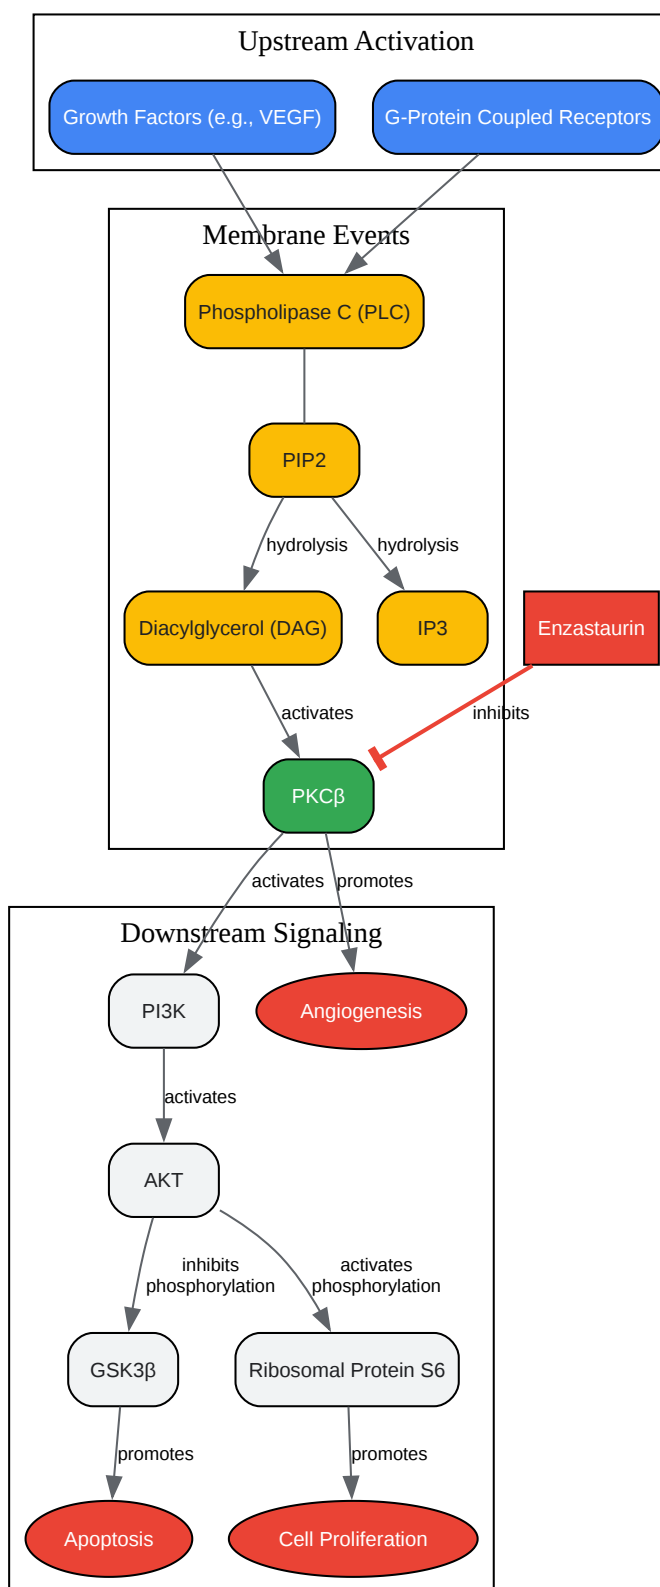 Upstream Activation
Growth Factors (e.g., VEGF)
G-Protein Coupled Receptors
Membrane Events
Phospholipase C (PLC)
PIP2
hydrolysis
hydrolysis
Diacylglycerol (DAG)
IP3
Enzastaurin
activates
inhibits
PKCβ
activates
promotes
Downstream Signaling
PI3K
Angiogenesis
activates
AKT
inhibits
phosphorylation
activates
phosphorylation
GSK3β
Ribosomal Protein S6
promotes
promotes
Apoptosis
Cell Proliferation